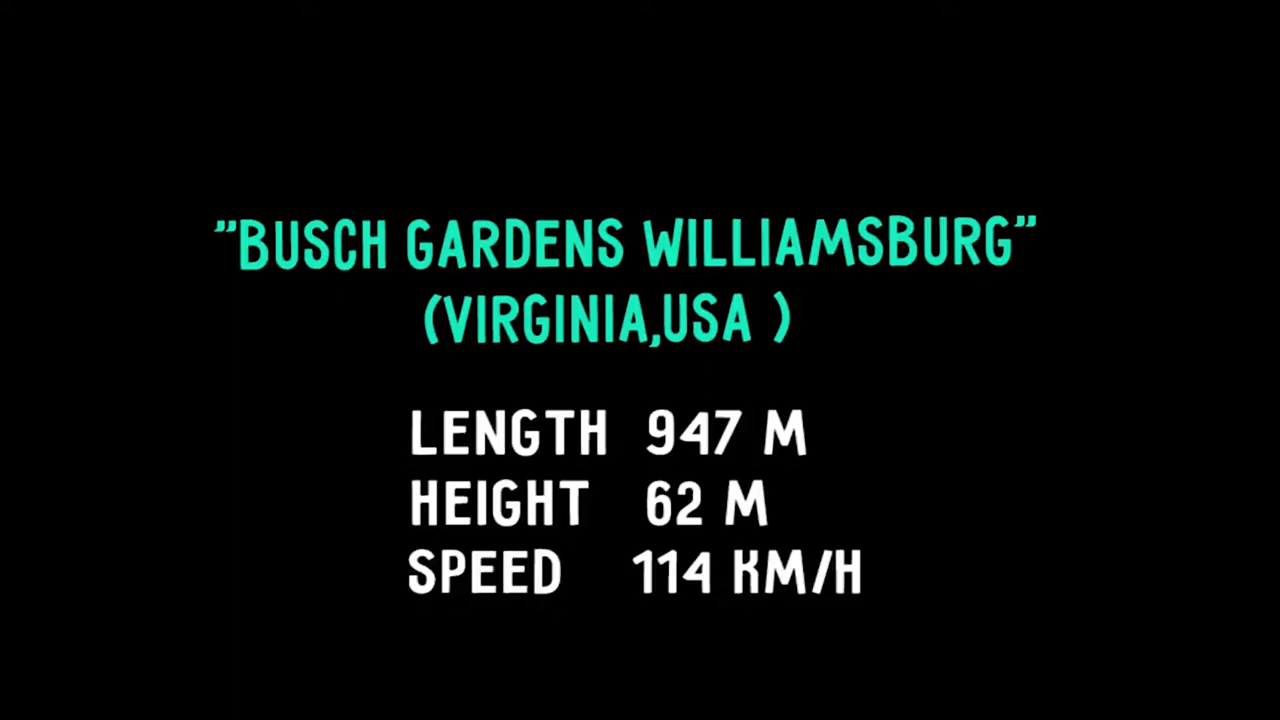 "BUSCH GARDENS WILLIAMSBURG"
(VIRGINIA,USA )
LENGTH 947 M
HEIGHT 62 M
SPEED 114 KM/H